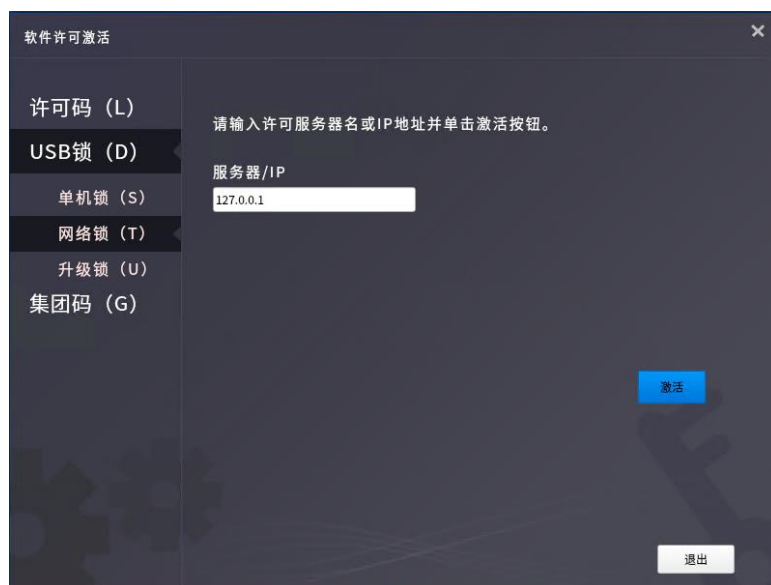 软件许可激活
×
许可码（L）
USB锁（D）
单机锁（S）
网络锁（T）
升级锁（U）
集团码（G）
请输入许可服务器名或IP地址并单击激活按钮。
服务器/IP
127.0.0.1
激活
退出